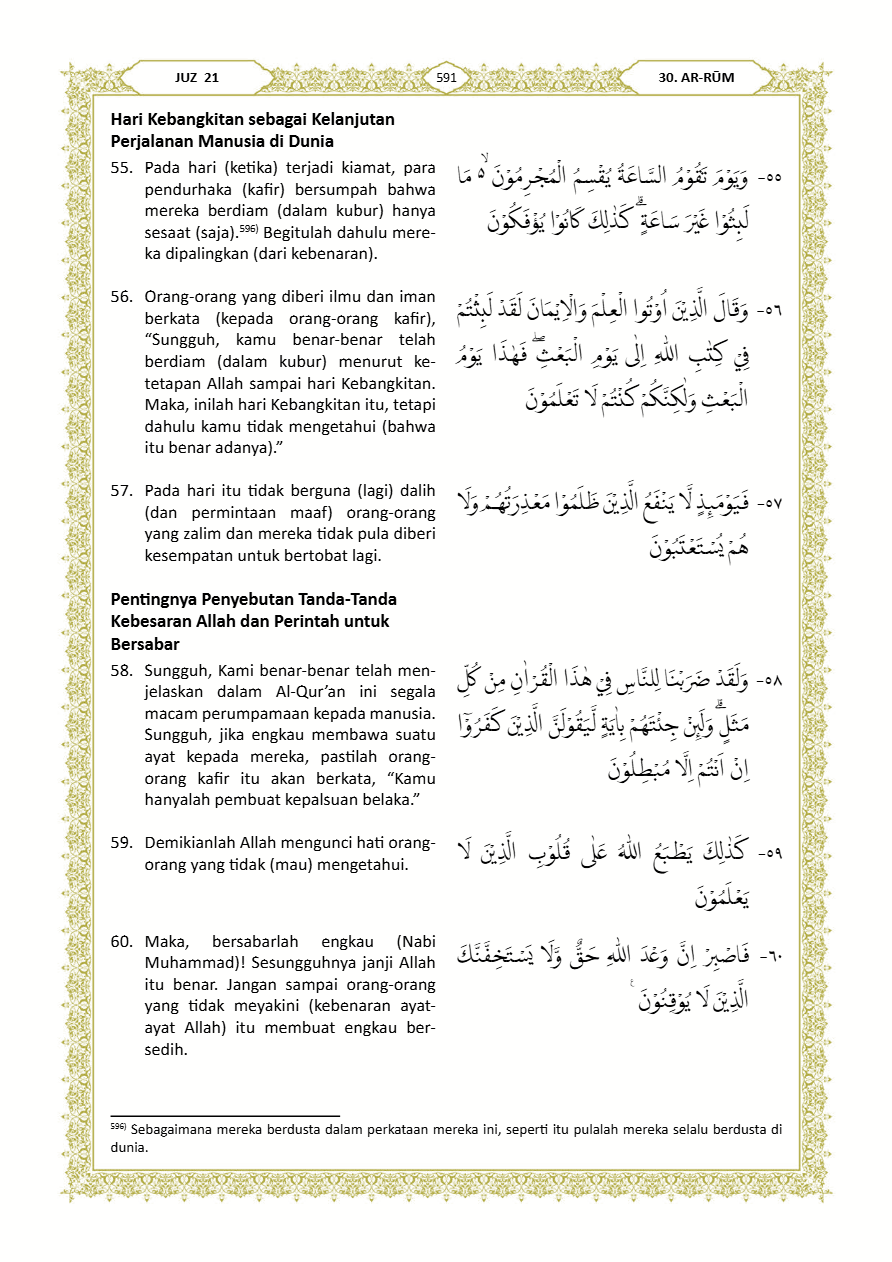 JUZ 21
591
30. AR-RŪM
Hari Kebangkitan sebagai Kelanjutan
Perjalanan Manusia di Dunia
55. Pada hari (ketika) terjadi kiamat, para
pendurhaka (kafir) bersumpah bahwa
mereka berdiam (dalam kubur) hanya
sesaat (saja).⁵⁹⁶⁾ Begitulah dahulu mere-
ka dipalingkan (dari kebenaran).
٥٥- وَيَوْمَ تَقُوْمُ السَّاعَةُ يُقْسِمُ الْمُجْرِمُوْنَ ۙ ۵ مَا
لَبِثُوْا غَيْرَ سَاعَةٍ ۗ كَذٰلِكَ كَانُوْا يُؤْفَكُوْنَ
56. Orang-orang yang diberi ilmu dan iman
berkata (kepada orang-orang kafir),
“Sungguh, kamu benar-benar telah
berdiam (dalam kubur) menurut ke-
tetapan Allah sampai hari Kebangkitan.
Maka, inilah hari Kebangkitan itu, tetapi
dahulu kamu tidak mengetahui (bahwa
itu benar adanya).”
٥٦- وَقَالَ الَّذِيْنَ اُوْتُوا الْعِلْمَ وَالْاِيْمَانَ لَقَدْ لَبِثْتُمْ
فِيْ كِتٰبِ اللّٰهِ اِلٰى يَوْمِ الْبَعْثِۖ فَهٰذَا يَوْمُ
الْبَعْثِ وَلٰكِنَّكُمْ كُنْتُمْ لَا تَعْلَمُوْنَ
57. Pada hari itu tidak berguna (lagi) dalih
(dan permintaan maaf) orang-orang
yang zalim dan mereka tidak pula diberi
kesempatan untuk bertobat lagi.
٥٧- فَيَوْمَىِٕذٍ لَّا يَنْفَعُ الَّذِيْنَ ظَلَمُوْا مَعْذِرَتُهُمْ وَلَا
هُمْ يُسْتَعْتَبُوْنَ
Pentingnya Penyebutan Tanda-Tanda
Kebesaran Allah dan Perintah untuk
Bersabar
58. Sungguh, Kami benar-benar telah men-
jelaskan dalam Al-Qur’an ini segala
macam perumpamaan kepada manusia.
Sungguh, jika engkau membawa suatu
ayat kepada mereka, pastilah orang-
orang kafir itu akan berkata, “Kamu
hanyalah pembuat kepalsuan belaka.”
٥٨- وَلَقَدْ ضَرَبْنَا لِلنَّاسِ فِيْ هٰذَا الْقُرْاٰنِ مِنْ كُلِّ
مَثَلٍۗ وَلَىِٕنْ جِئْتَهُمْ بِاٰيَةٍ لَّيَقُوْلَنَّ الَّذِيْنَ كَفَرُوْٓا
اِنْ اَنْتُمْ اِلَّا مُبْطِلُوْنَ
59. Demikianlah Allah mengunci hati orang-
orang yang tidak (mau) mengetahui.
٥٩- كَذٰلِكَ يَطْبَعُ اللّٰهُ عَلٰى قُلُوْبِ الَّذِيْنَ لَا
يَعْلَمُوْنَ
60. Maka, bersabarlah engkau (Nabi
Muhammad)! Sesungguhnya janji Allah
itu benar. Jangan sampai orang-orang
yang tidak meyakini (kebenaran ayat-
ayat Allah) itu membuat engkau ber-
sedih.
٦٠- فَاصْبِرْ اِنَّ وَعْدَ اللّٰهِ حَقٌّ وَّلَا يَسْتَخِفَّنَّكَ
الَّذِيْنَ لَا يُوْقِنُوْنَ ࣖ
⁵⁹⁶⁾ Sebagaimana mereka berdusta dalam perkataan mereka ini, seperti itu pulalah mereka selalu berdusta di
dunia.